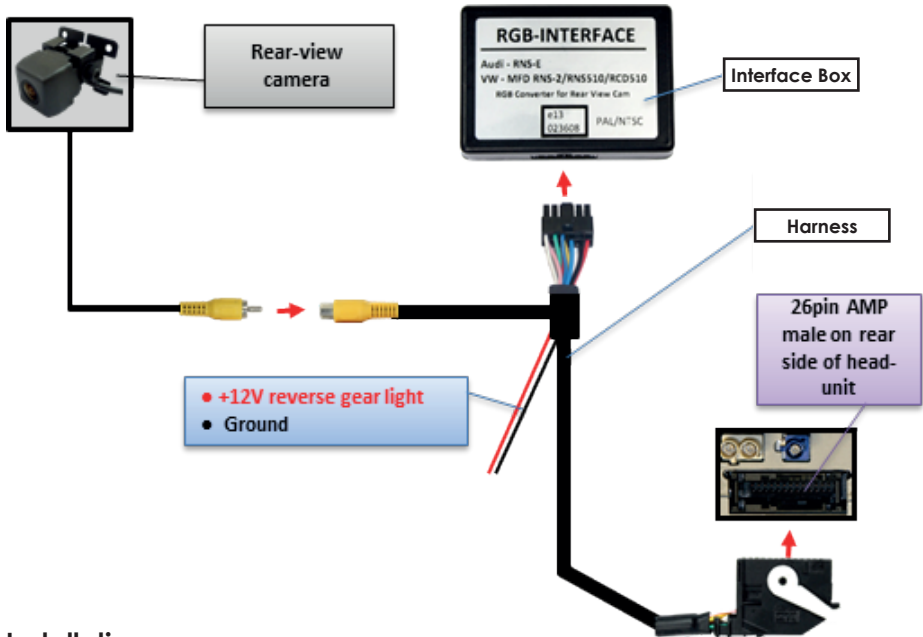 Rear-view
camera
RGB-INTERFACE
Audi - RNS-E
VW - MFD RNS-2/RNS510/RCD510
RGB Converter for Rear View Cam
e13
023608
PAL/NTSC
Interface Box
Harness
26pin AMP
male on rear
side of head-
unit
● +12V reverse gear light
● Ground